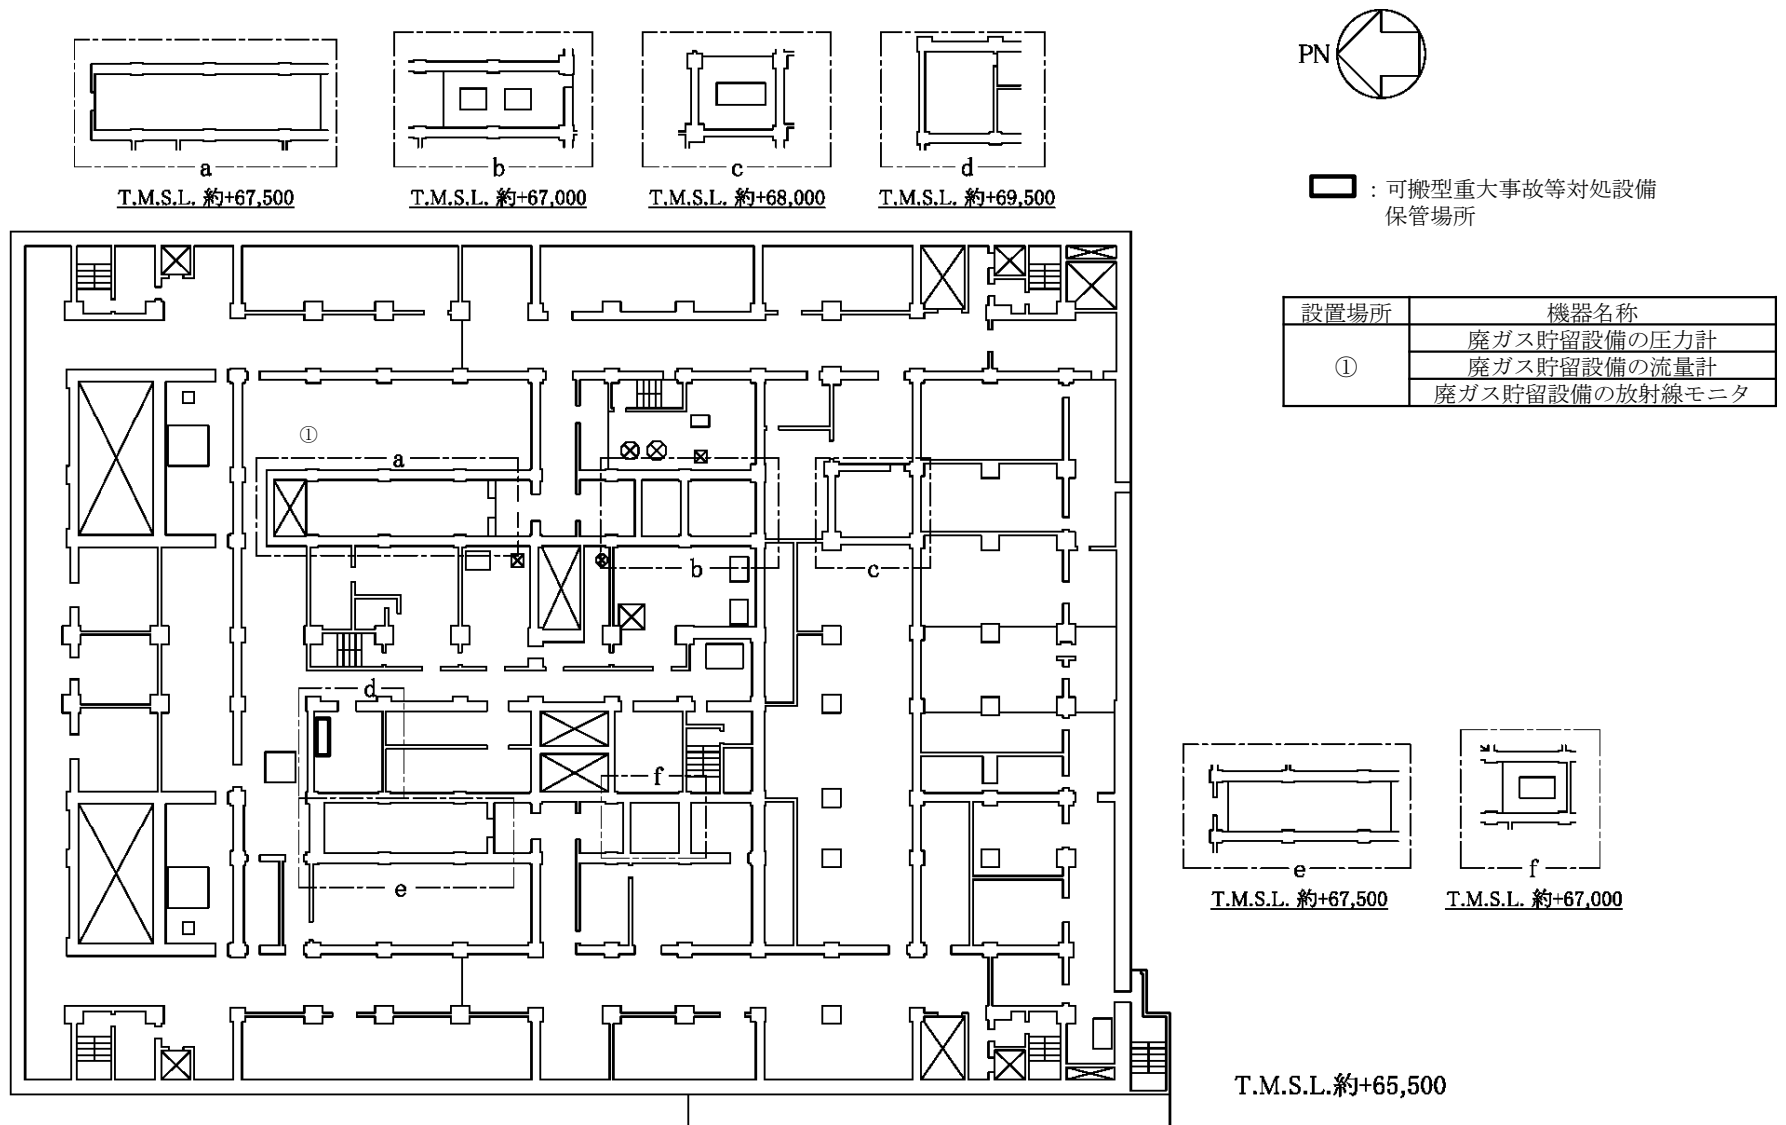 PN
a
b
c
d
T.M.S.L. 約+67,500
T.M.S.L. 約+67,000
T.M.S.L. 約+68,000
T.M.S.L. 約+69,500
：可搬型重大事故等対処設備
保管場所
設置場所
機器名称
①
廃ガス貯留設備の圧力計
廃ガス貯留設備の流量計
廃ガス貯留設備の放射線モニタ
①
a
b
c
d
f
e
e
f
T.M.S.L. 約+67,500
T.M.S.L. 約+67,000
T.M.S.L.約+65,500